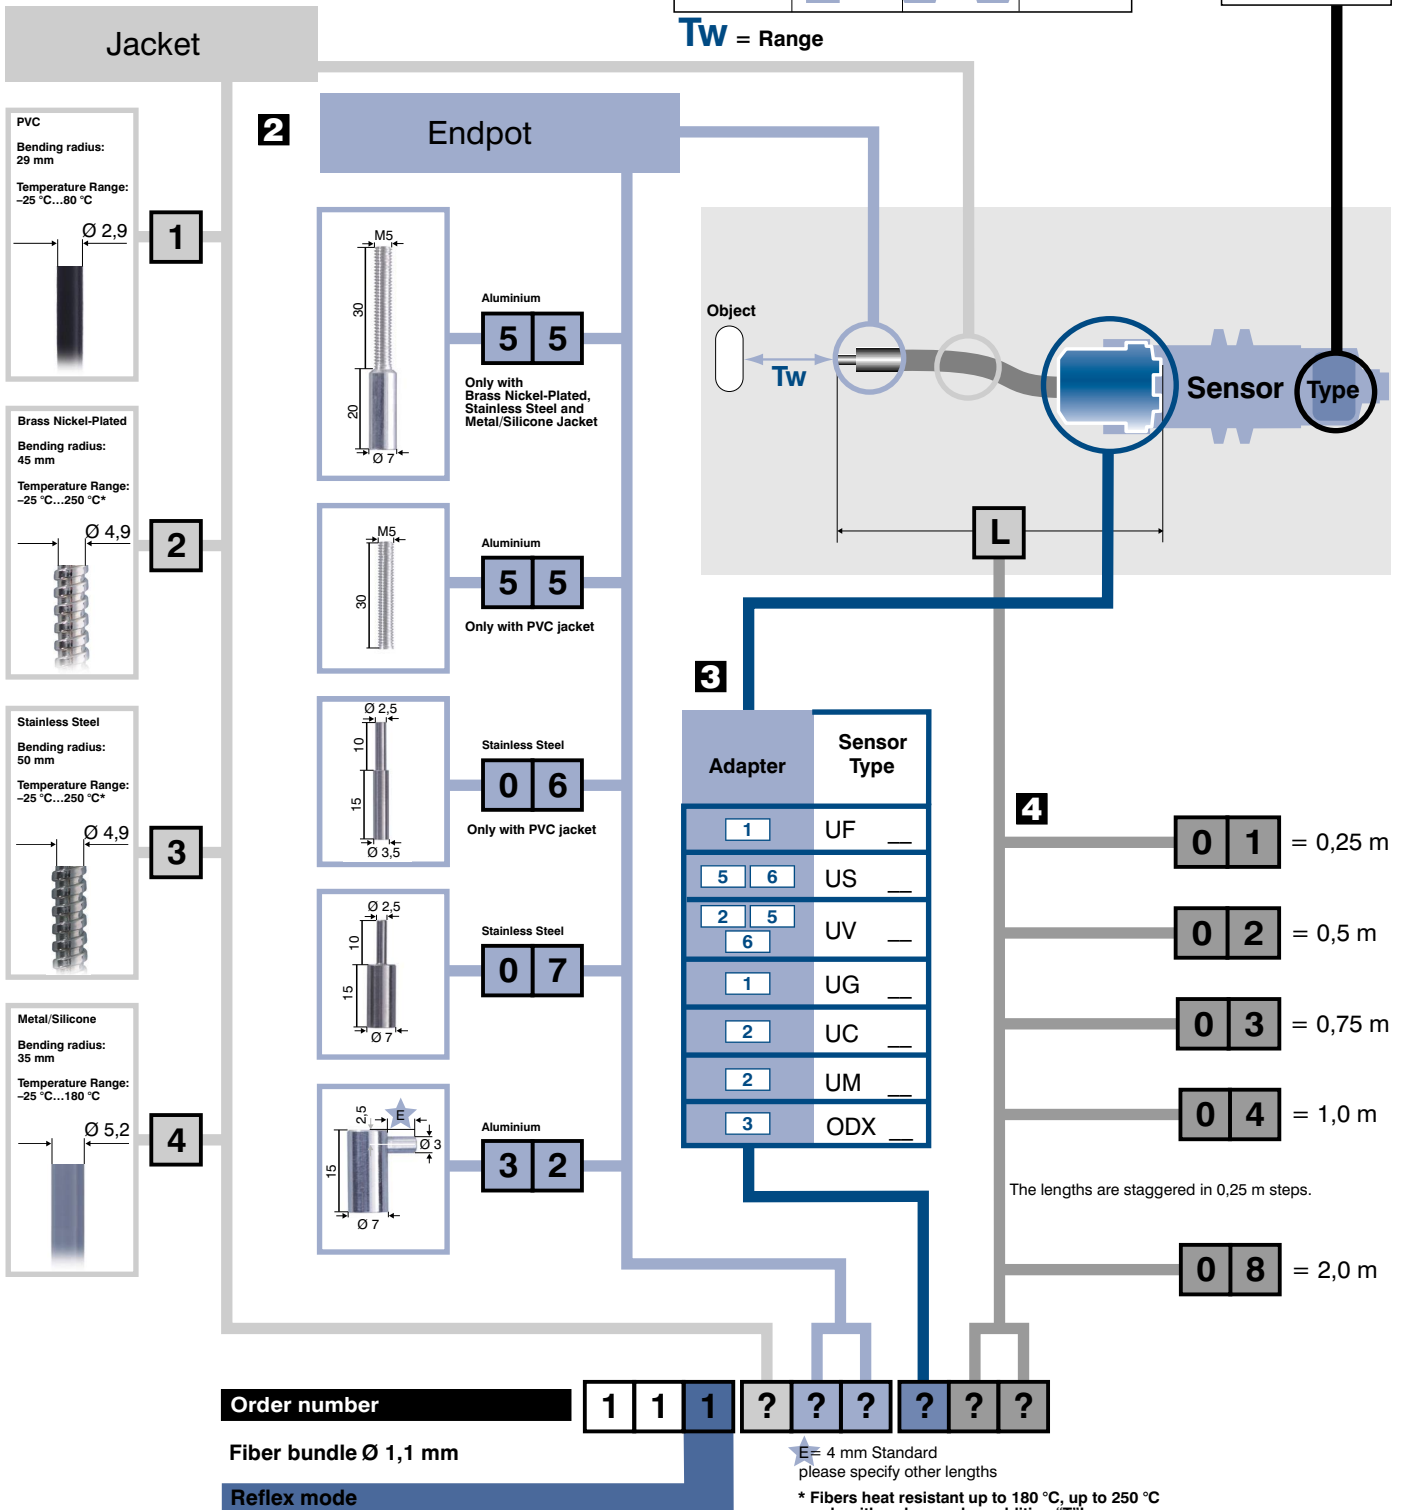 Jacket
Tw = Range
PVC
Bending radius:
29 mm
Temperature Range:
–25 °C...80 °C
Ø 2,9
1
Brass Nickel-Plated
Bending radius:
45 mm
Temperature Range:
–25 °C...250 °C*
Ø 4,9
2
Stainless Steel
Bending radius:
50 mm
Temperature Range:
–25 °C...250 °C*
Ø 4,9
3
Metal/Silicone
Bending radius:
35 mm
Temperature Range:
–25 °C...180 °C
Ø 5,2
4
2
Endpot
M5
30
20
Ø 7
Aluminium
5 5
Only with
Brass Nickel-Plated,
Stainless Steel and
Metal/Silicone Jacket
M5
30
Aluminium
5 5
Only with PVC jacket
Ø 2,5
10
15
Ø 3,5
Stainless Steel
0 6
Only with PVC jacket
Ø 2,5
10
15
Ø 7
Stainless Steel
0 7
2,5
E
Ø 3
15
Ø 7
Aluminium
3 2
Object
Tw
Sensor
Type
L
3
Adapter
Sensor
Type
1 UF __
5 6 US __
2 5
6
UV __
1 UG __
2 UC __
2 UM __
3 ODX __
4
0 1 = 0,25 m
0 2 = 0,5 m
0 3 = 0,75 m
0 4 = 1,0 m
The lengths are staggered in 0,25 m steps.
0 8 = 2,0 m
Order number
1 1 1 ? ? ? ? ? ?
Fiber bundle Ø 1,1 mm
Reflex mode
E= 4 mm Standard
please specify other lengths
* Fibers heat resistant up to 180 °C, up to 250 °C